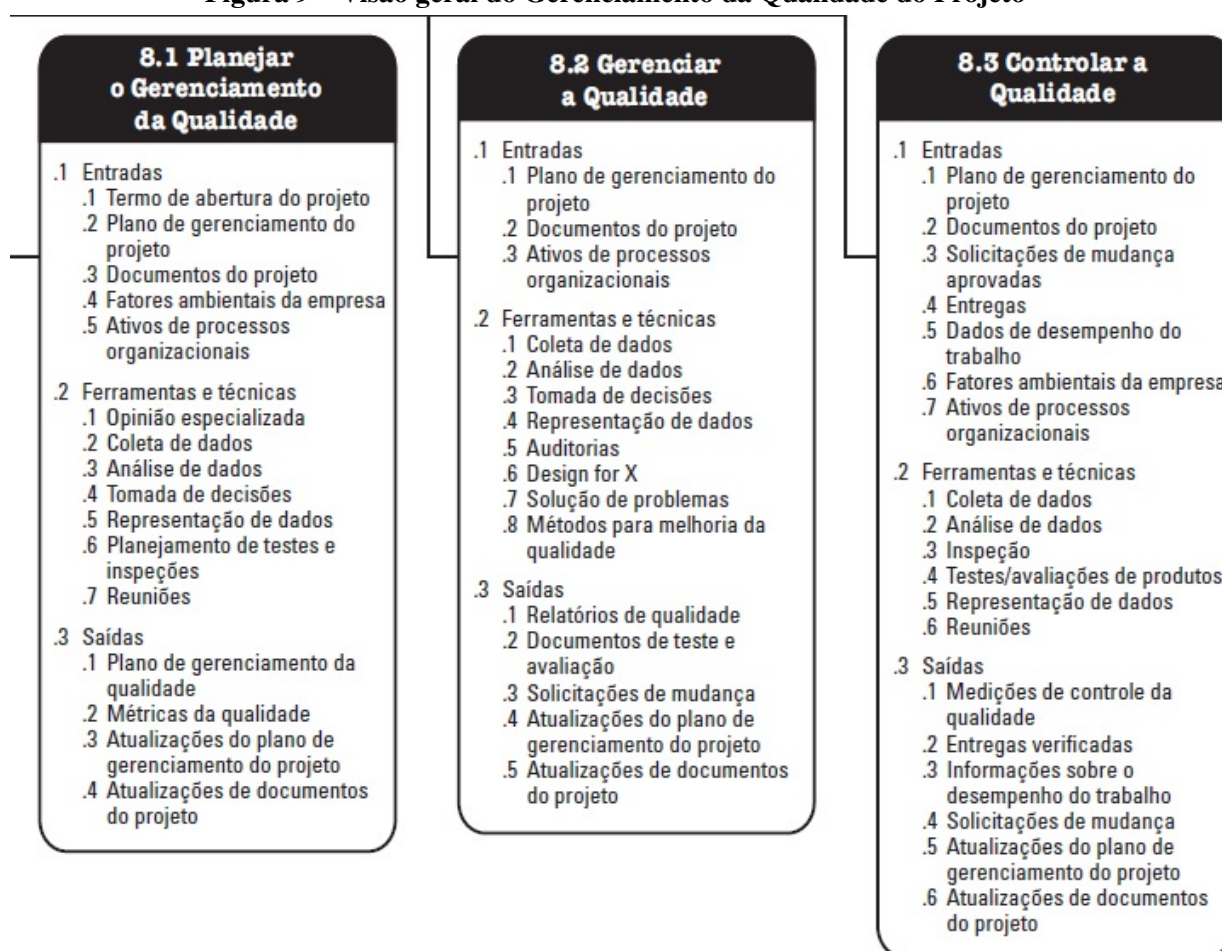 Figura 9 – Visão geral do Gerenciamento da Qualidade do Projeto
8.1 Planejar
o Gerenciamento
da Qualidade
.1 Entradas
.1 Termo de abertura do projeto
.2 Plano de gerenciamento do
projeto
.3 Documentos do projeto
.4 Fatores ambientais da empresa
.5 Ativos de processos
organizacionais
.2 Ferramentas e técnicas
.1 Opinião especializada
.2 Coleta de dados
.3 Análise de dados
.4 Tomada de decisões
.5 Representação de dados
.6 Planejamento de testes e
inspeções
.7 Reuniões
.3 Saídas
.1 Plano de gerenciamento da
qualidade
.2 Métricas da qualidade
.3 Atualizações do plano de
gerenciamento do projeto
.4 Atualizações de documentos
do projeto
8.2 Gerenciar
a Qualidade
.1 Entradas
.1 Plano de gerenciamento do
projeto
.2 Documentos do projeto
.3 Ativos de processos
organizacionais
.2 Ferramentas e técnicas
.1 Coleta de dados
.2 Análise de dados
.3 Tomada de decisões
.4 Representação de dados
.5 Auditorias
.6 Design for X
.7 Solução de problemas
.8 Métodos para melhoria da
qualidade
.3 Saídas
.1 Relatórios de qualidade
.2 Documentos de teste e
avaliação
.3 Solicitações de mudança
.4 Atualizações do plano de
gerenciamento do projeto
.5 Atualizações de documentos
do projeto
8.3 Controlar a
Qualidade
.1 Entradas
.1 Plano de gerenciamento do
projeto
.2 Documentos do projeto
.3 Solicitações de mudança
aprovadas
.4 Entregas
.5 Dados de desempenho do
trabalho
.6 Fatores ambientais da empresa
.7 Ativos de processos
organizacionais
.2 Ferramentas e técnicas
.1 Coleta de dados
.2 Análise de dados
.3 Inspeção
.4 Testes/avaliações de produtos
.5 Representação de dados
.6 Reuniões
.3 Saídas
.1 Medições de controle da
qualidade
.2 Entregas verificadas
.3 Informações sobre o
desempenho do trabalho
.4 Solicitações de mudança
.5 Atualizações do plano de
gerenciamento do projeto
.6 Atualizações de documentos
do projeto